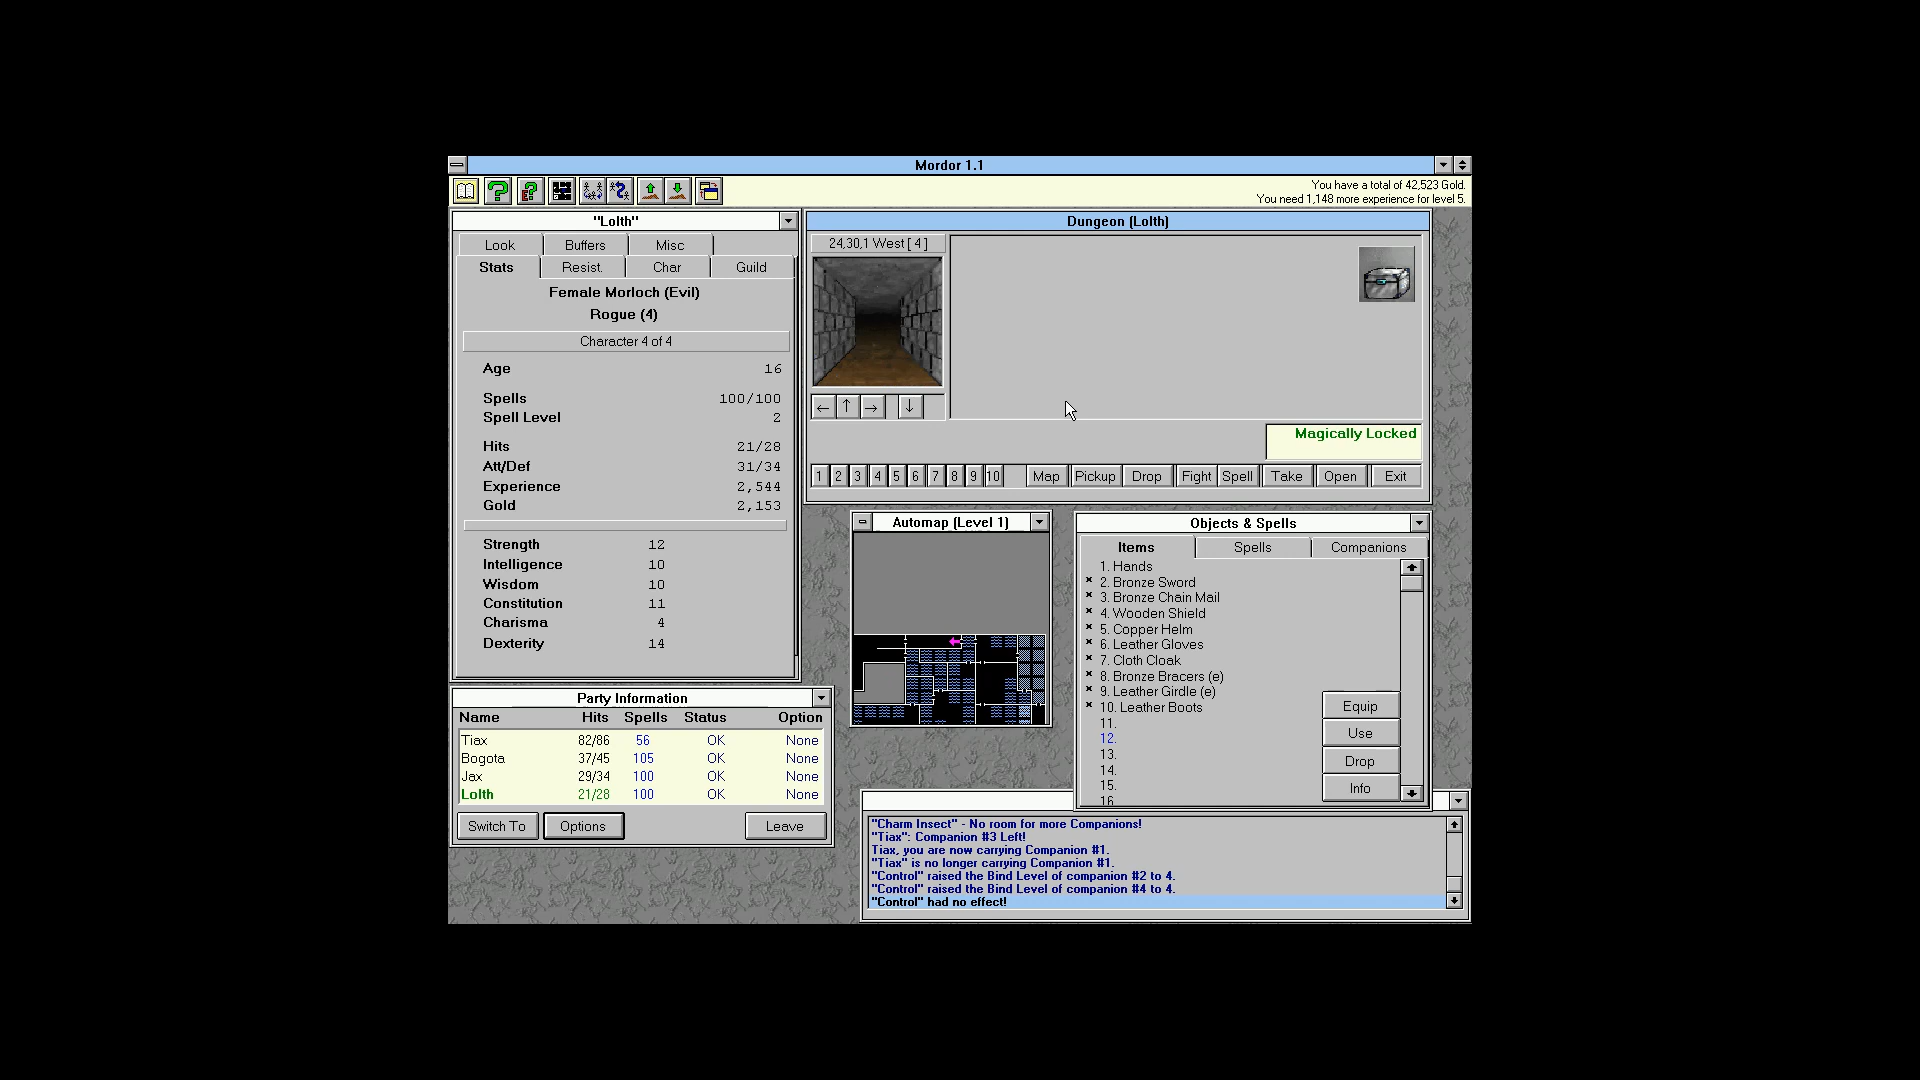 Mordor 1.1
You have a total of 42,523 Gold.
You need 1,148 more experience for level 5.
"Lolth"
Look Buffers Misc
Stats Resist. Char Guild
Female Morloch (Evil)
Rogue (4)
Character 4 of 4
Age 16
Spells 100/100
Spell Level 2
Hits 21/28
Att/Def 31/34
Experience 2,544
Gold 2,153
Strength 12
Intelligence 10
Wisdom 10
Constitution 11
Charisma 4
Dexterity 14
Party Information
Name Hits Spells Status Option
Tiax 82/86 56 OK None
Bogota 37/45 105 OK None
Jax 29/34 100 OK None
Lolth 21/28 100 OK None
Switch To Options Leave
Dungeon (Lolth)
24,30,1 West [ 4 ]
Magically Locked
1 2 3 4 5 6 7 8 9 10 Map Pickup Drop Fight Spell Take Open Exit
Automap (Level 1)
Objects & Spells
Items Spells Companions
1. Hands
× 2. Bronze Sword
× 3. Bronze Chain Mail
× 4. Wooden Shield
× 5. Copper Helm
× 6. Leather Gloves
× 7. Cloth Cloak
× 8. Bronze Bracers (e)
× 9. Leather Girdle (e)
× 10. Leather Boots
11.
12.
13.
14.
15.
16
Equip
Use
Drop
Info
"Charm Insect" - No room for more Companions!
"Tiax": Companion #3 Left!
Tiax, you are now carrying Companion #1.
"Tiax" is no longer carrying Companion #1.
"Control" raised the Bind Level of companion #2 to 4.
"Control" raised the Bind Level of companion #4 to 4.
"Control" had no effect!